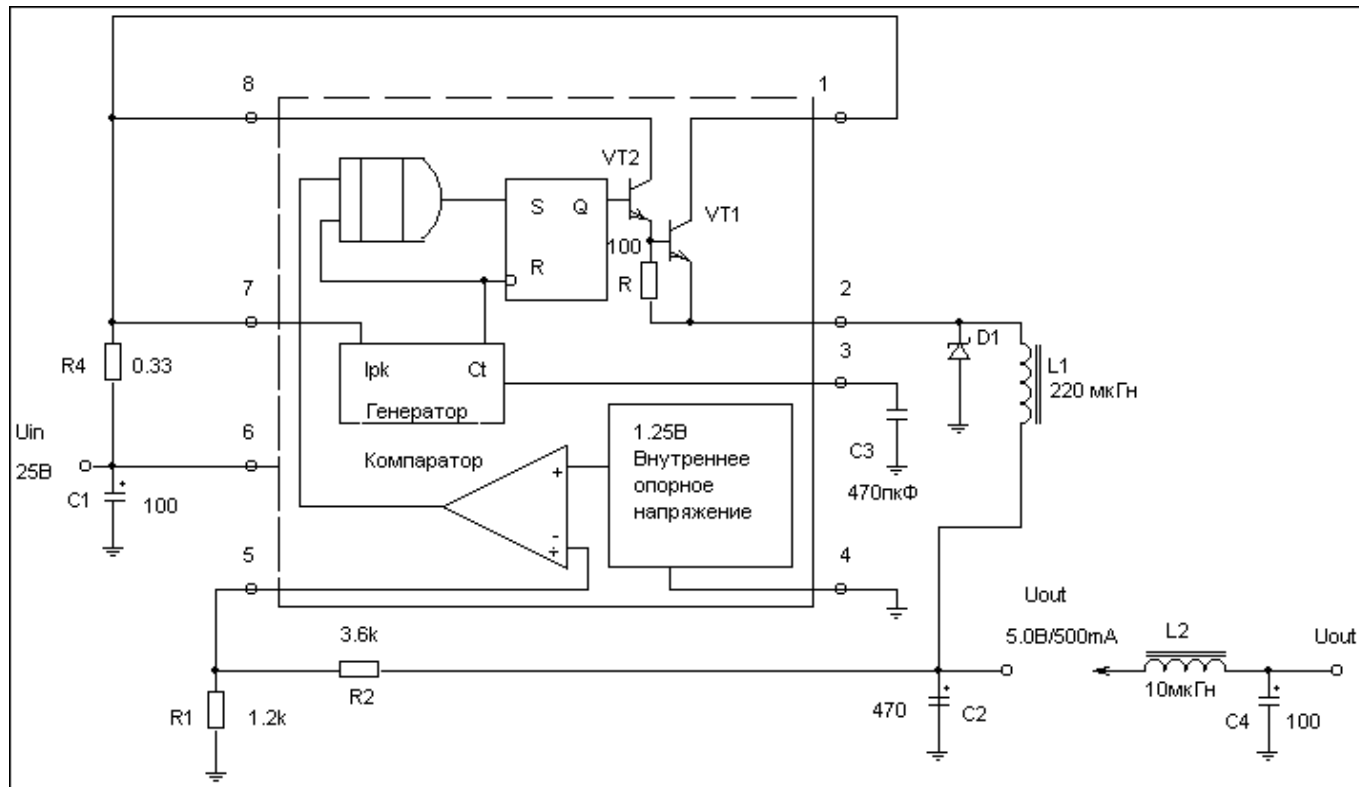 8
1
VT2
VT1
S
Q
100
R
R
7
2
D1
3
R4
0.33
Ipk
Ct
Генератор
L1
220 мкГн
Uin
25В
6
C3
470пкФ
Компаратор
+
-
+
1.25В
Внутреннее
опорное
напряжение
C1
+
100
5
4
Uout
5.0В/500mA
L2
Uout
3.6k
R2
10мкГн
R1
1.2k
470
+
C2
+
C4
100